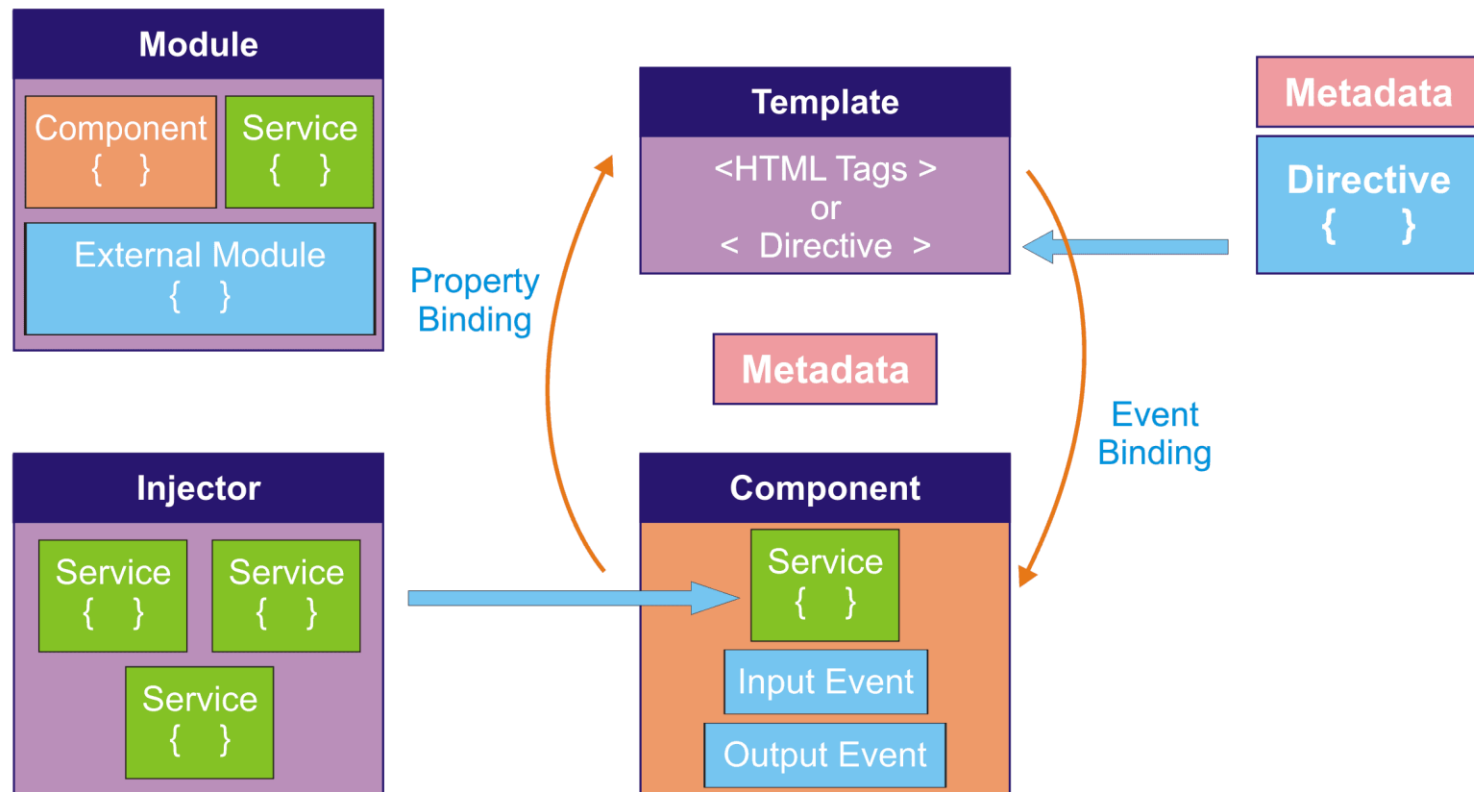 Module
Component
{ }
Service
{ }
External Module
{ }
Template
<HTML Tags >
or
< Directive >
Metadata
Directive
{ }
Property
Binding
Metadata
Event
Binding
Injector
Service
{ }
Service
{ }
Service
{ }
Component
Service
{ }
Input Event
Output Event